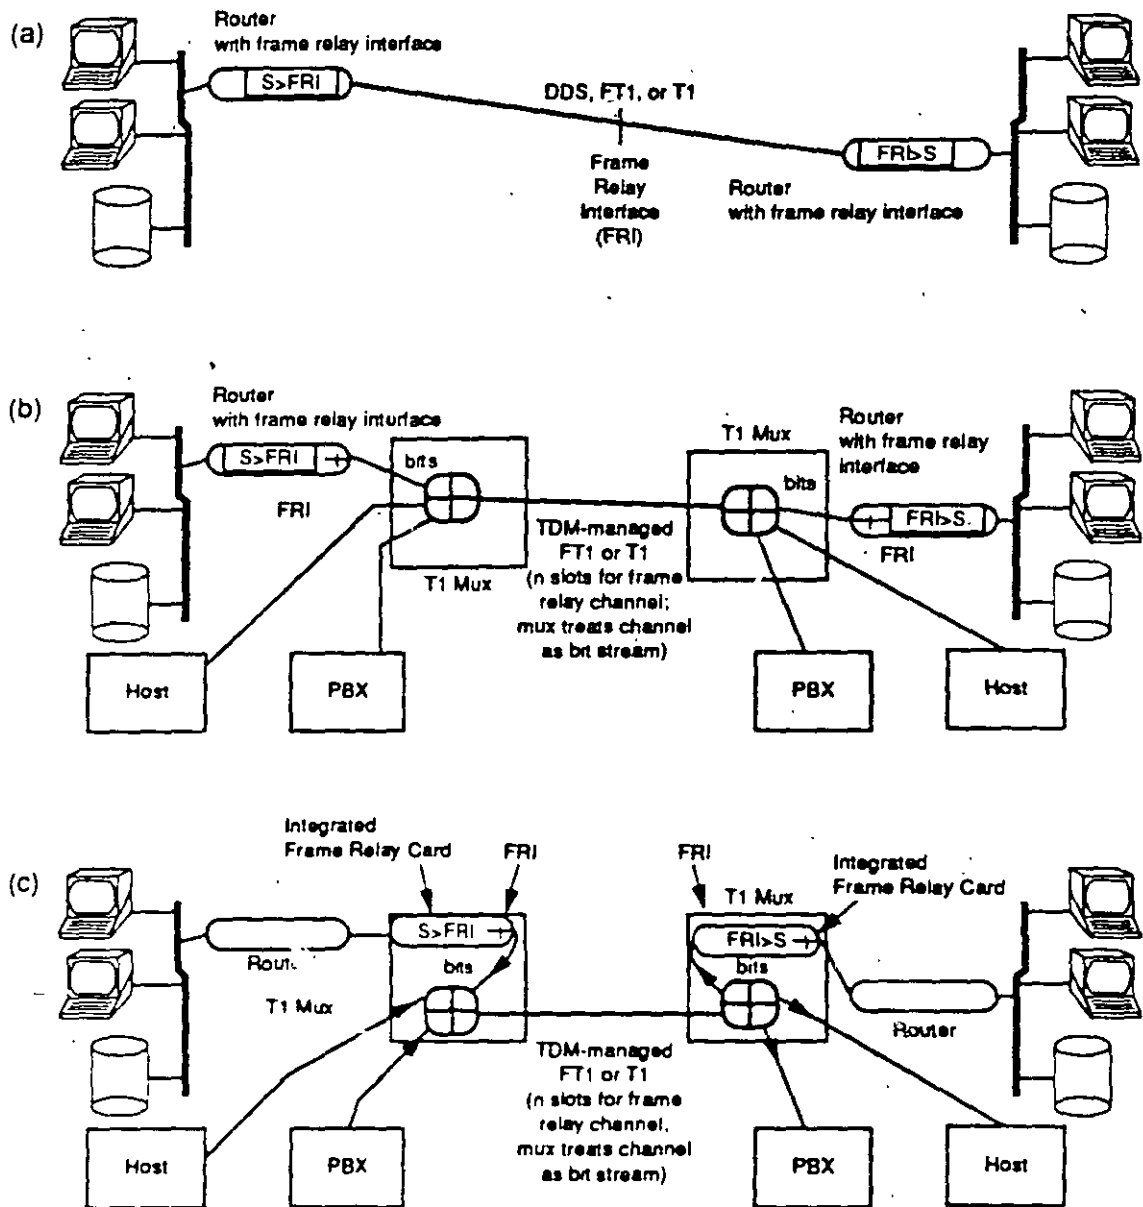 (a)
Router
with frame relay interface
S>FRI
DDS, FT1, or T1
Frame
Relay
Interface
(FRI)
FRI>S
Router
with frame relay interface
(b)
Router
with frame relay interface
S>FRI
FRI
bits
T1 Mux
TDM-managed
FT1 or T1
(n slots for frame
relay channel;
mux treats channel
as bit stream)
T1 Mux
bits
Router
with frame relay
interface
FRI>S
FRI
Host
PBX
PBX
Host
(c)
Integrated
Frame Relay Card
FRI
S>FRI
bits
T1 Mux
TDM-managed
FT1 or T1
(n slots for frame
relay channel,
mux treats channel
as bit stream)
FRI
T1 Mux
Integrated
Frame Relay Card
FRI>S
bits
Router
Host
PBX
PBX
Host